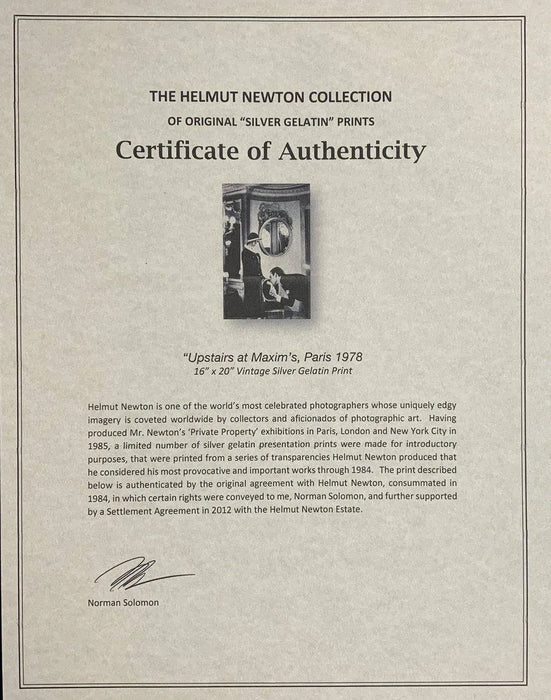 THE HELMUT NEWTON COLLECTION
OF ORIGINAL “SILVER GELATIN” PRINTS
Certificate of Authenticity
“Upstairs at Maxim’s, Paris 1978
16” x 20” Vintage Silver Gelatin Print
Helmut Newton is one of the world’s most celebrated photographers whose uniquely edgy
imagery is coveted worldwide by collectors and aficionados of photographic art. Having
produced Mr. Newton’s ‘Private Property’ exhibitions in Paris, London and New York City in
1985, a limited number of silver gelatin presentation prints were made for introductory
purposes, that were printed from a series of transparencies Helmut Newton produced that
he considered his most provocative and important works through 1984. The print described
below is authenticated by the original agreement with Helmut Newton, consummated in
1984, in which certain rights were conveyed to me, Norman Solomon, and further supported
by a Settlement Agreement in 2012 with the Helmut Newton Estate.
Norman Solomon